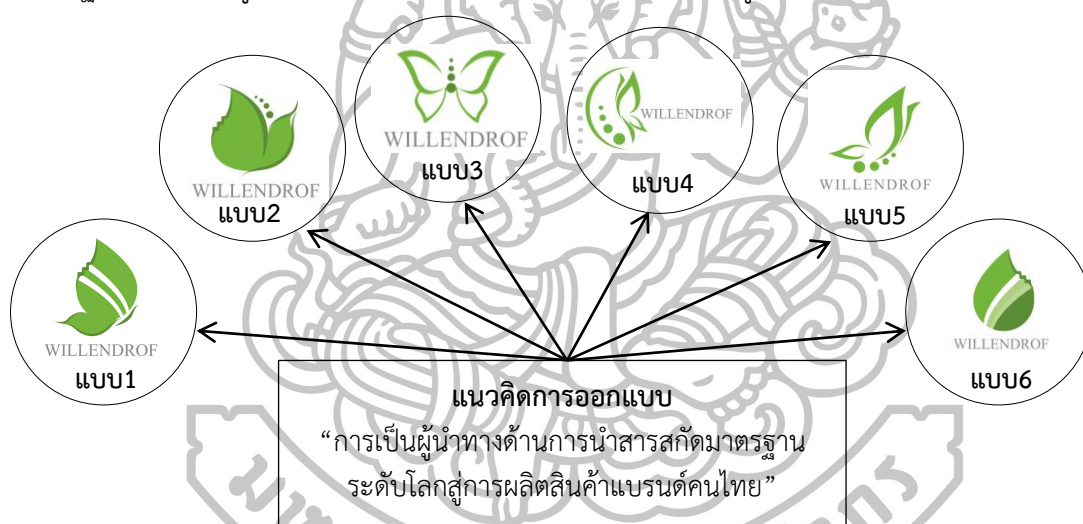 WILLENDROF
แบบ1
WILLENDROF
แบบ2
WILLENDROF
แบบ3
WILLENDROF
แบบ4
WILLENDROF
แบบ5
WILLENDROF
แบบ6
แนวคิดการออกแบบ
“การเป็นผู้นำทางด้านการนำสารสกัดมาตรฐาน
ระดับโลกสู่การผลิตสินค้าแบรนด์คนไทย”